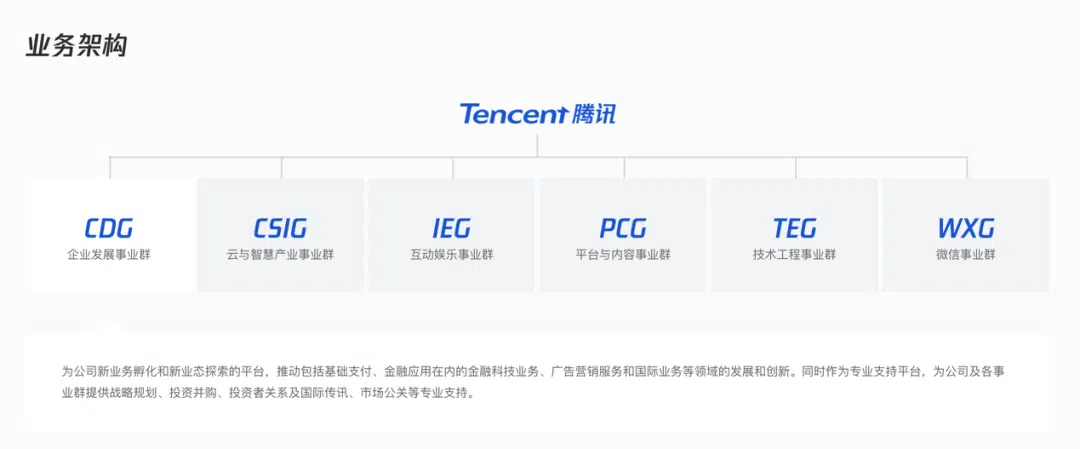 业务架构
Tencent 腾讯
CDG
企业发展事业群
CSIG
云与智慧产业事业群
IEG
互动娱乐事业群
PCG
平台与内容事业群
TEG
技术工程事业群
WXG
微信事业群
为公司新业务孵化和新业态探索的平台，推动包括基础支付、金融应用在内的金融科技业务、广告营销服务和国际业务等领域的发展和创新。同时作为专业支持平台，为公司及各事
业群提供战略规划、投资并购、投资者关系及国际传讯、市场公关等专业支持。